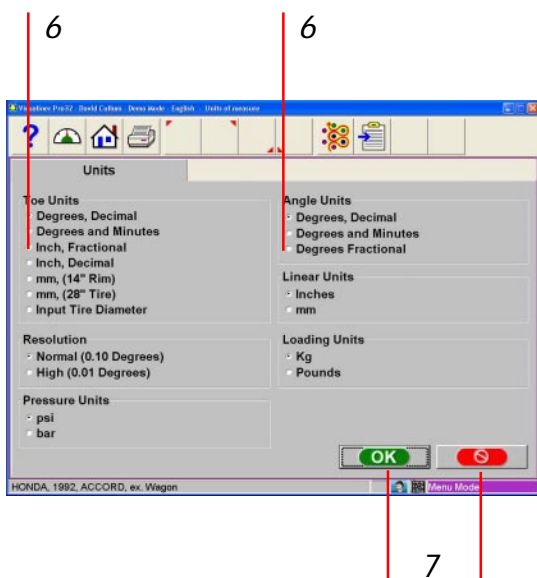 6 6
Visualiner Pro32 - David Callum - Demo Mode - English - Units of measure
?
Units
Toe Units
Degrees, Decimal
Degrees and Minutes
Inch, Fractional
Inch, Decimal
mm, (14" Rim)
mm, (28" Tire)
Input Tire Diameter
Resolution
Normal (0.10 Degrees)
High (0.01 Degrees)
Pressure Units
psi
bar
Angle Units
Degrees, Decimal
Degrees and Minutes
Degrees Fractional
Linear Units
Inches
mm
Loading Units
Kg
Pounds
OK
HONDA, 1992, ACCORD, ex. Wagon
Menu Mode
7